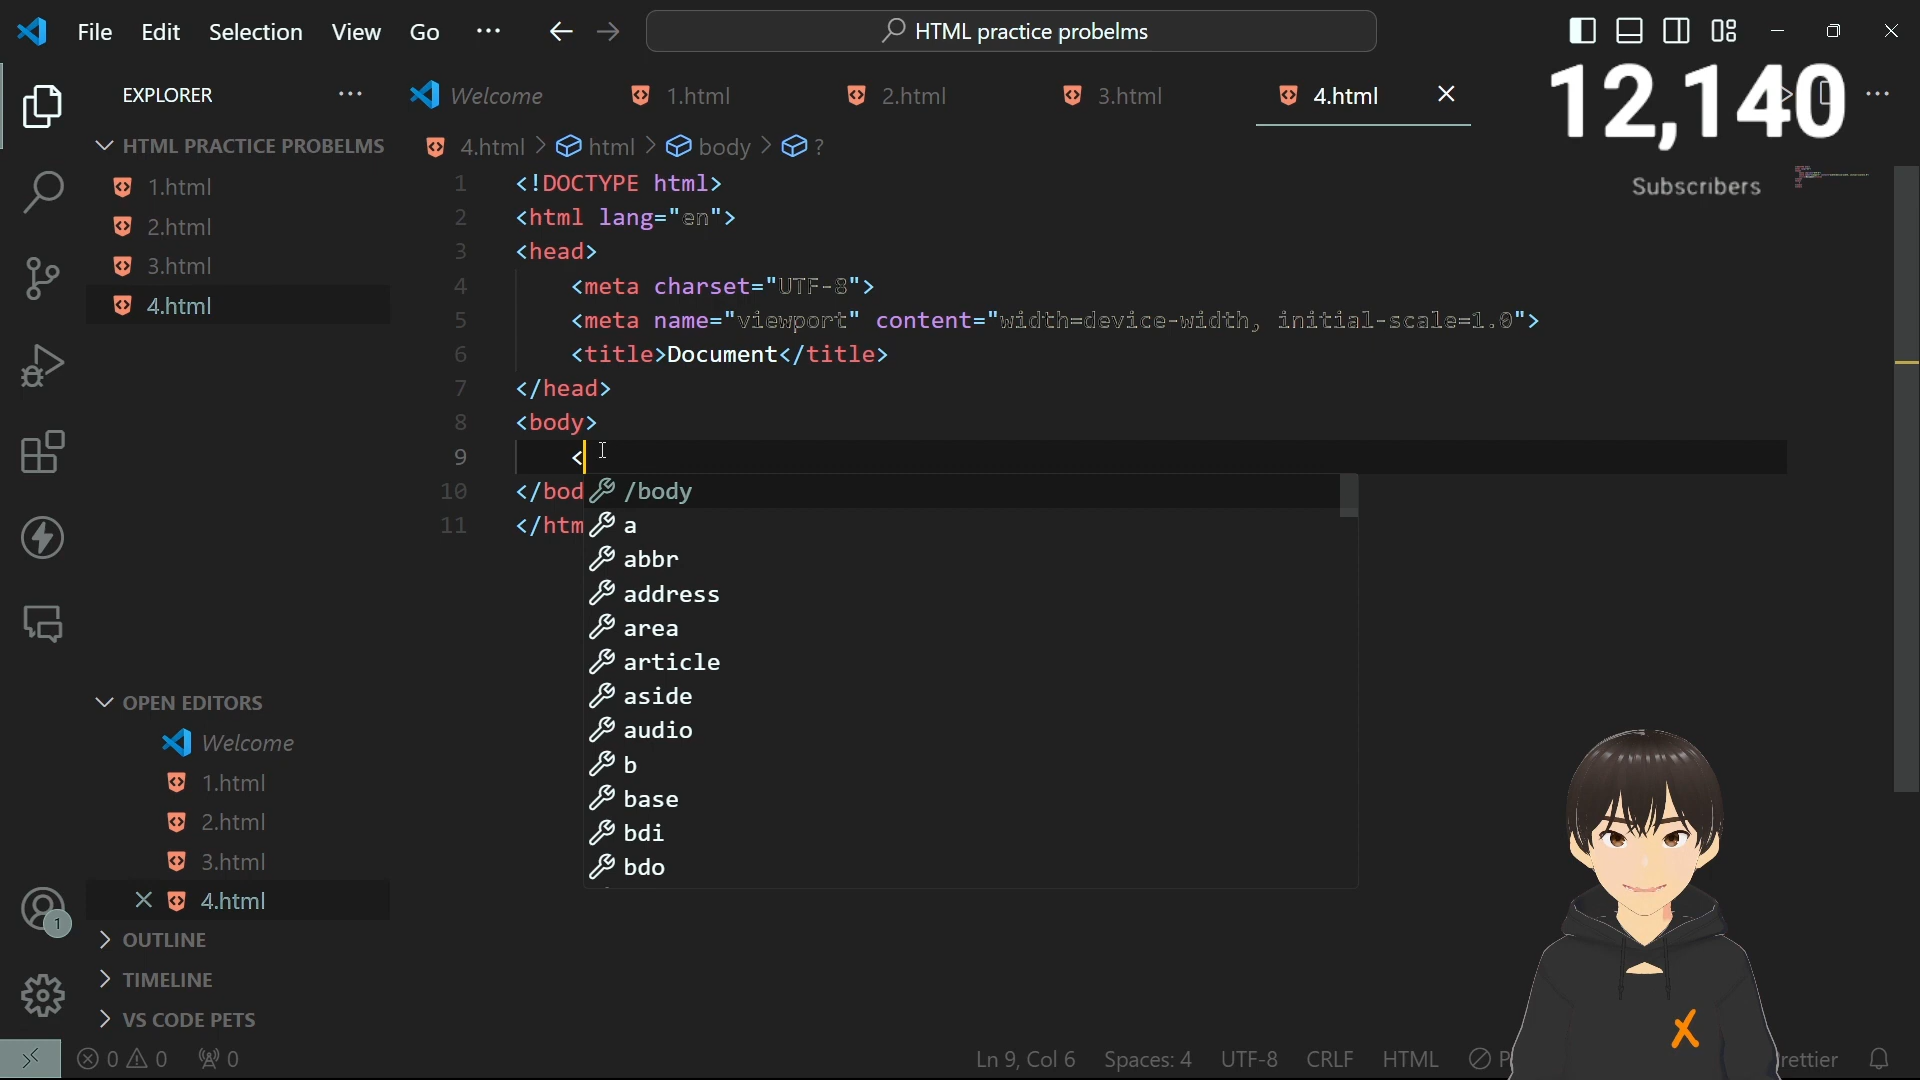 File Edit Selection View Go ··· HTML practice probelms
EXPLORER ···
HTML PRACTICE PROBELMS
1.html
2.html
3.html
4.html
OPEN EDITORS
Welcome
1.html
2.html
3.html
4.html
OUTLINE
TIMELINE
VS CODE PETS
1
Welcome 1.html 2.html 3.html 4.html
12,140
Subscribers
4.html > html > body > ?
1 <!DOCTYPE html>
2 <html lang="en">
3 <head>
4 <meta charset="UTF-8">
5 <meta name="viewport" content="width=device-width, initial-scale=1.0">
6 <title>Document</title>
7 </head>
8 <body>
9 <
10 </bod
11 </htm
/body
a
abbr
address
area
article
aside
audio
b
base
bdi
bdo
0 0 0 Ln 9, Col 6 Spaces: 4 UTF-8 CRLF HTML P rettier